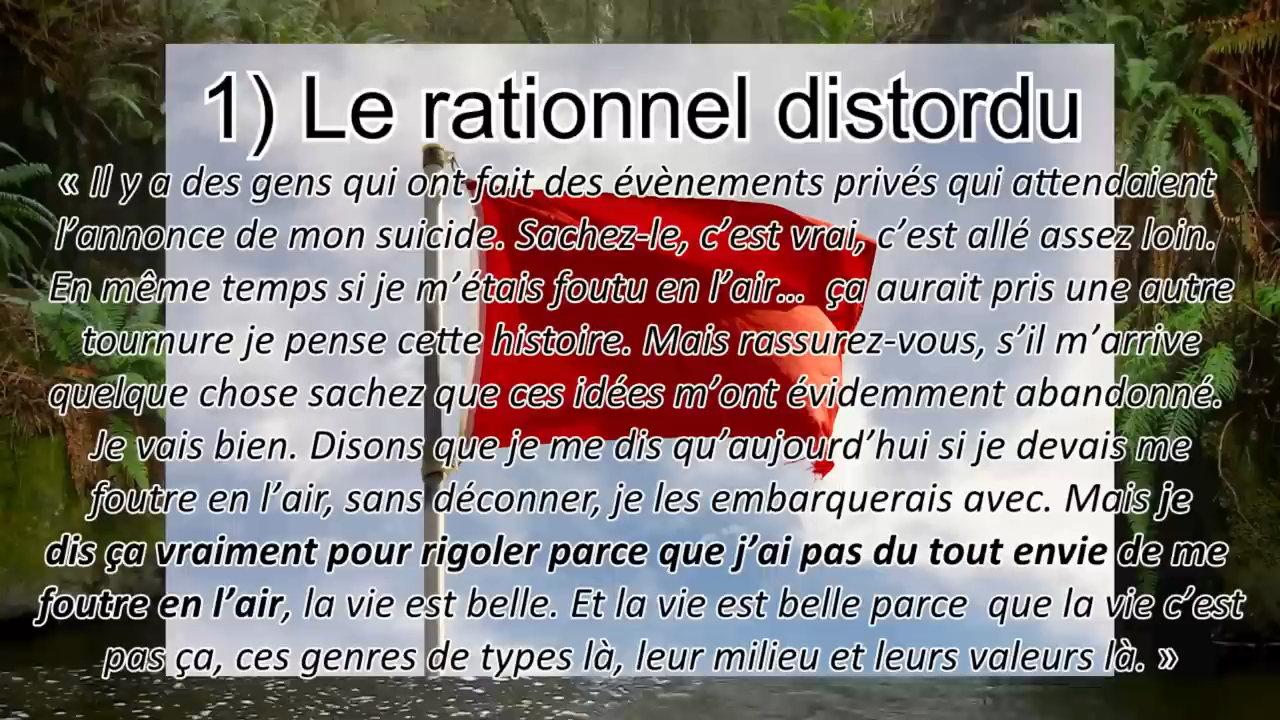 1) Le rationnel distordu
« Il y a des gens qui ont fait des évènements privés qui attendaient
l’annonce de mon suicide. Sachez-le, c’est vrai, c’est allé assez loin.
En même temps si je m’étais foutu en l’air... ça aurait pris une autre
tournure je pense cette histoire. Mais rassurez-vous, s’il m’arrive
quelque chose sachez que ces idées m’ont évidemment abandonné.
Je vais bien. Disons que je me dis qu’aujourd’hui si je devais me
foutre en l’air, sans déconner, je les embarquerais avec. Mais je
dis ça vraiment pour rigoler parce que j’ai pas du tout envie de me
foutre en l’air, la vie est belle. Et la vie est belle parce que la vie c’est
pas ça, ces genres de types là, leur milieu et leurs valeurs là. »